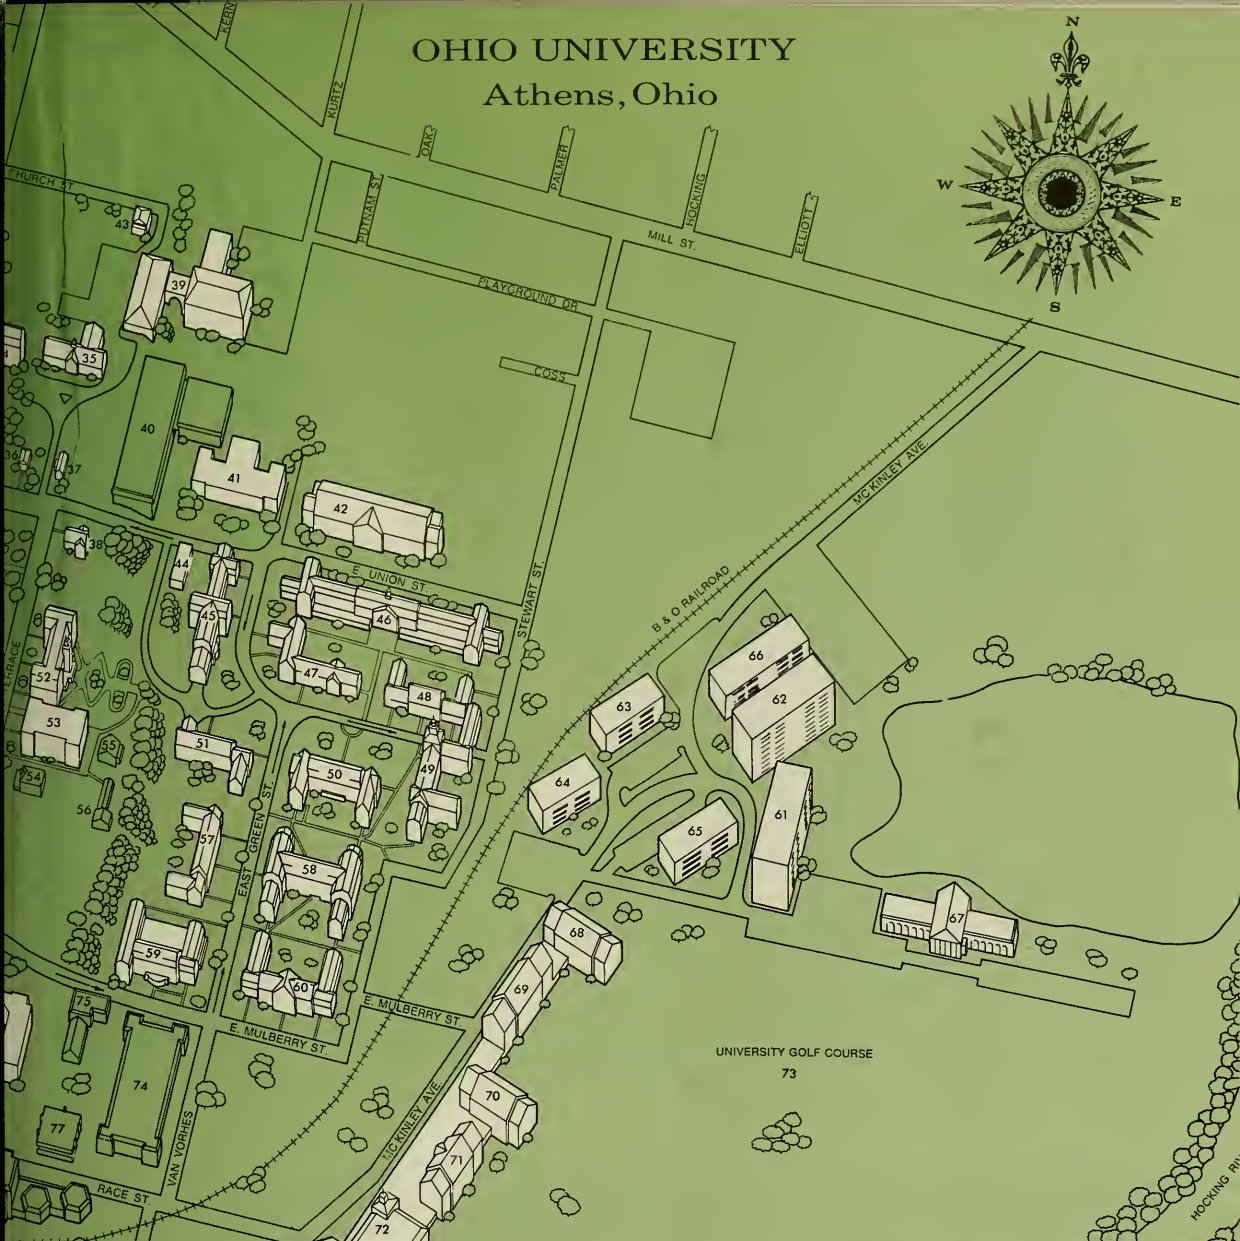 OHIO UNIVERSITY
Athens, Ohio
N
W
E
S
KERN
KURTZ
OAK
PALMER
HOCKING
ELLIOTT
CHURCH ST
PUTNAM ST
MILL ST.
PLAYGROUND DR.
COSS
43
39
35
40
41
42
36
37
38
44
45
46
47
48
49
50
51
52
53
54
55
56
57
58
59
60
61
62
63
64
65
66
67
68
69
70
71
72
74
75
77
E. UNION ST.
STEWART ST.
B & O RAILROAD
MC KINLEY AVE.
EAST GREEN ST.
E. MULBERRY ST.
E. MULBERRY ST.
MC KINLEY AVE.
VAN VORHES
RACE ST.
UNIVERSITY GOLF COURSE
73
HOCKING